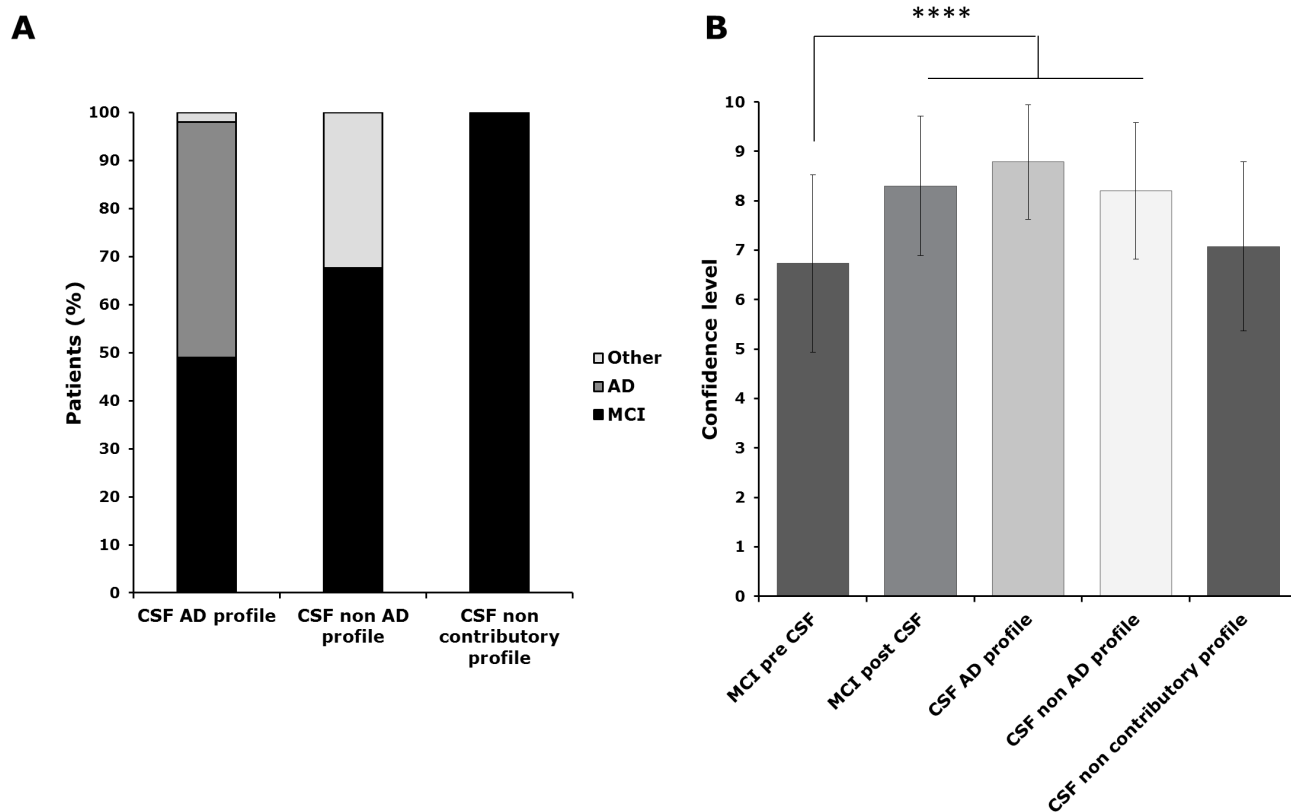 A
Patients (%)
100
90
80
70
60
50
40
30
20
10
0
CSF AD profile
CSF non AD
profile
CSF non
contributory
profile
Other
AD
MCI
B
****
Confidence level
10
9
8
7
6
5
4
3
2
1
0
MCI pre CSF
MCI post CSF
CSF AD profile
CSF non AD profile
CSF non contributory profile